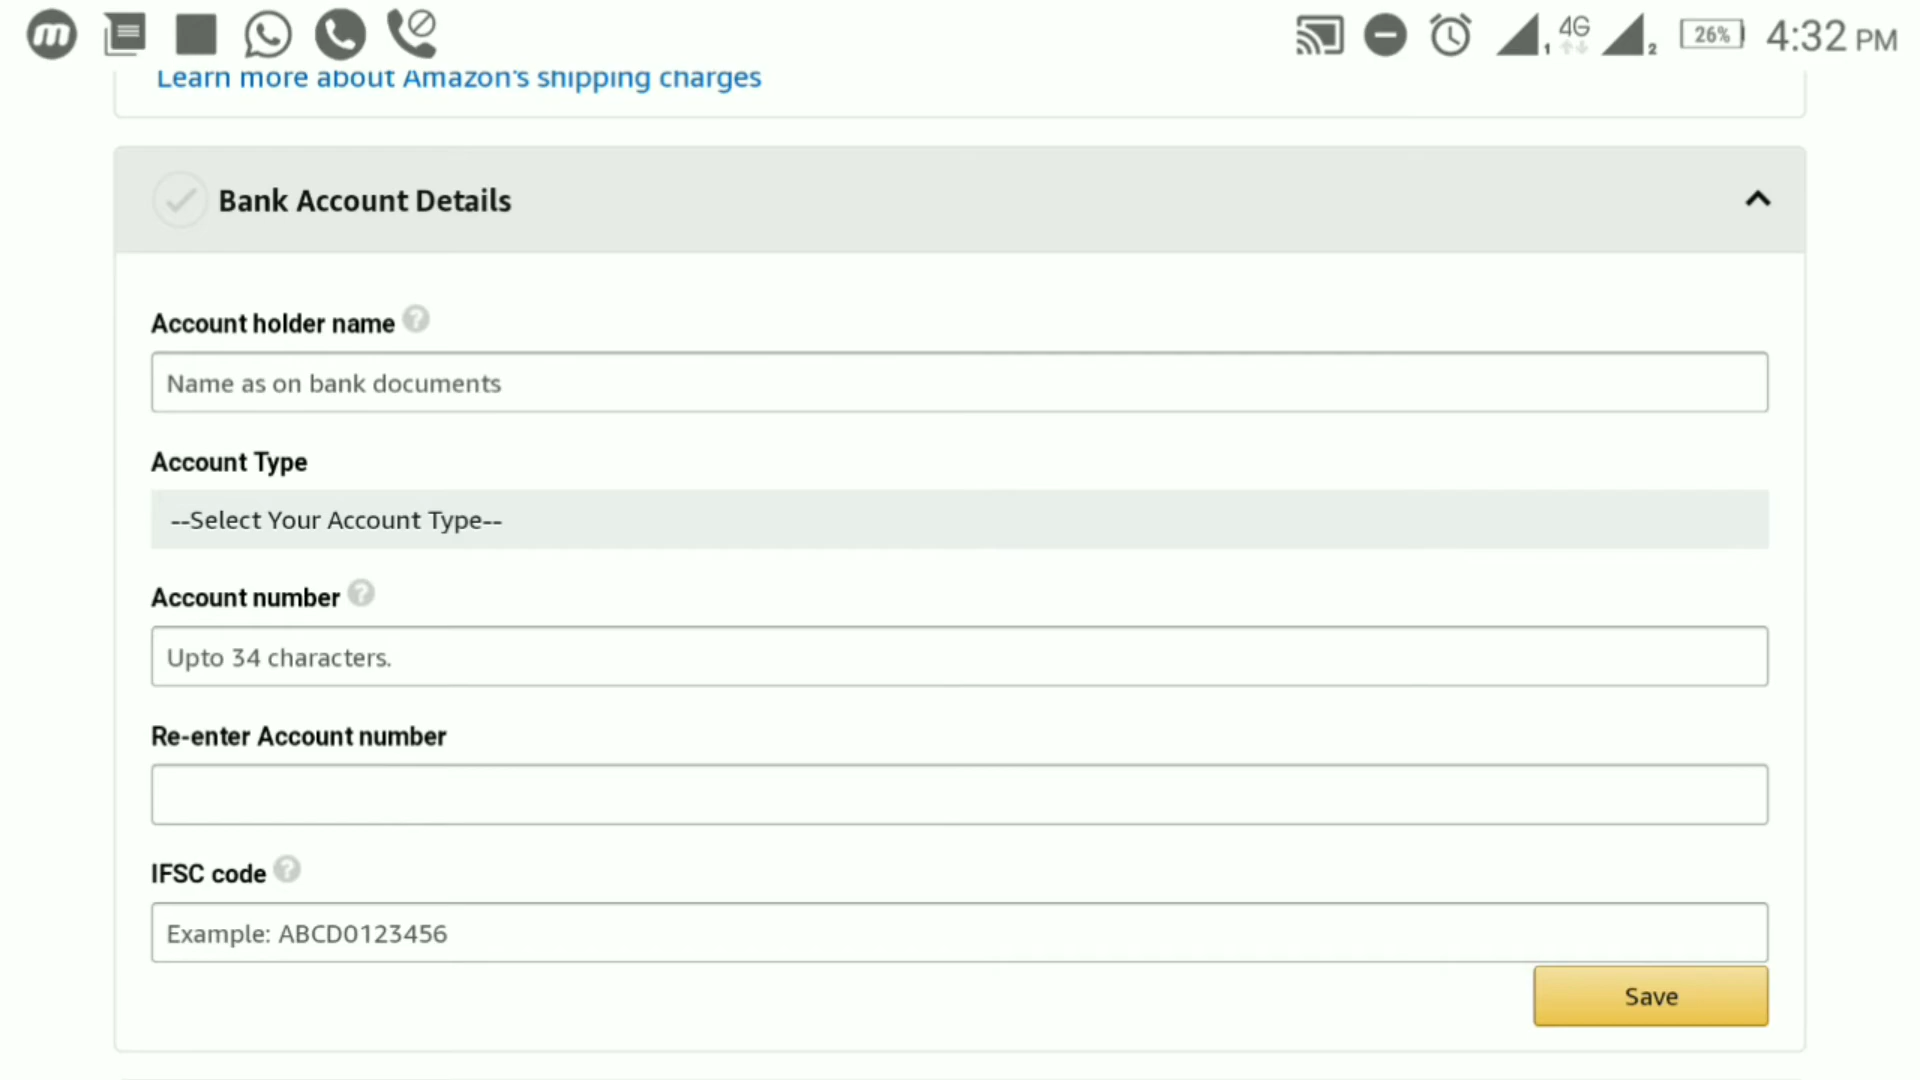 4G
1
2
26%
4:32 PM
Learn more about Amazon's shipping charges
Bank Account Details
Account holder name ?
Name as on bank documents
Account Type
--Select Your Account Type--
Account number ?
Upto 34 characters.
Re-enter Account number
IFSC code ?
Example: ABCD0123456
Save